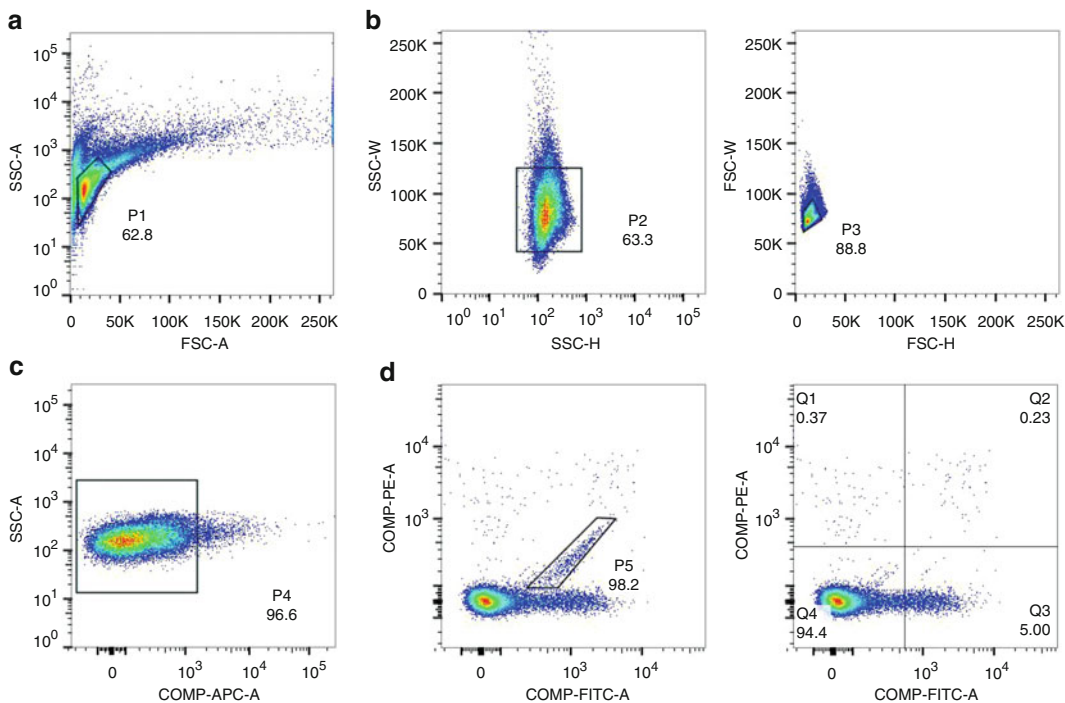 a
10^5
10^4
10^3
10^2
10^1
10^0
SSC-A
P1
62.8
0 50K 100K 150K 200K 250K
FSC-A
b
250K
200K
150K
100K
50K
0
SSC-W
P2
63.3
10^0 10^1 10^2 10^3 10^4 10^5
SSC-H
250K
200K
150K
100K
50K
0
FSC-W
P3
88.8
0 50K 100K 150K 200K 250K
FSC-H
c
10^5
10^4
10^3
10^2
10^1
10^0
SSC-A
P4
96.6
0 10^3 10^4 10^5
COMP-APC-A
d
10^4
10^3
COMP-PE-A
P5
98.2
0 10^3 10^4
COMP-FITC-A
Q1
0.37
Q2
0.23
10^4
10^3
COMP-PE-A
Q4
94.4
Q3
5.00
0 10^3 10^4
COMP-FITC-A